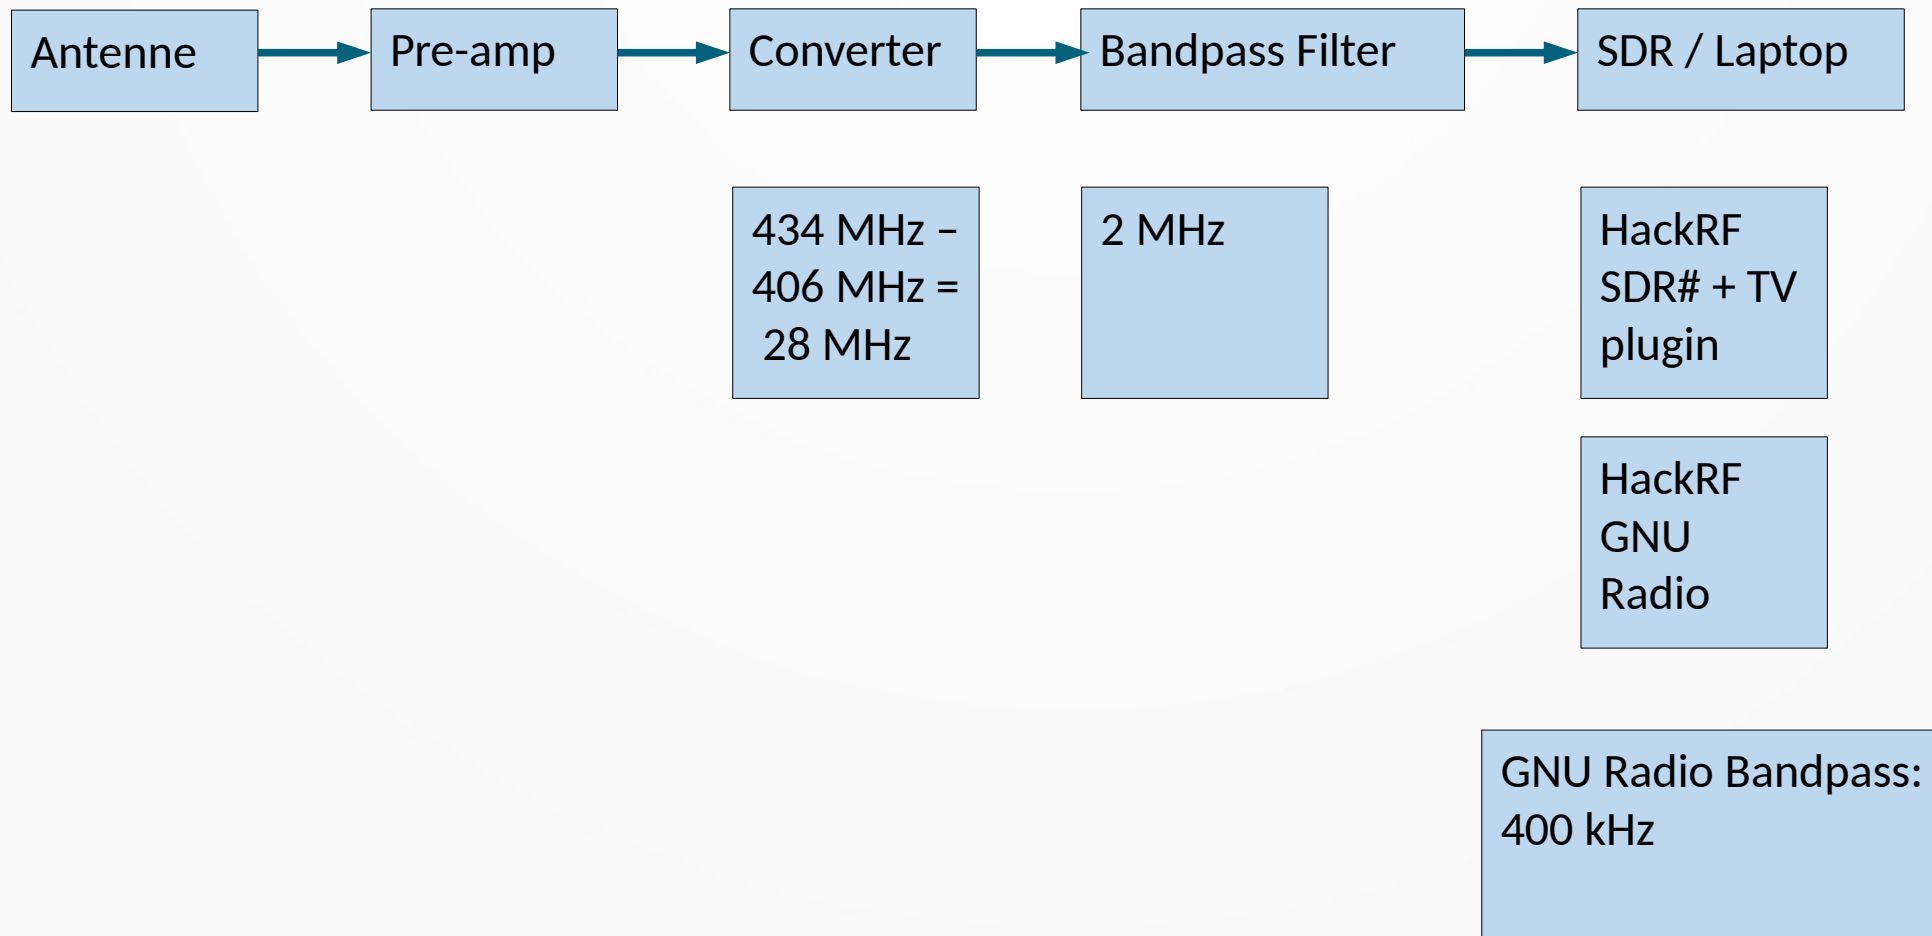 Antenne
Pre-amp
Converter
Bandpass Filter
SDR / Laptop
434 MHz –
406 MHz =
28 MHz
2 MHz
HackRF
SDR# + TV
plugin
HackRF
GNU
Radio
GNU Radio Bandpass:
400 kHz